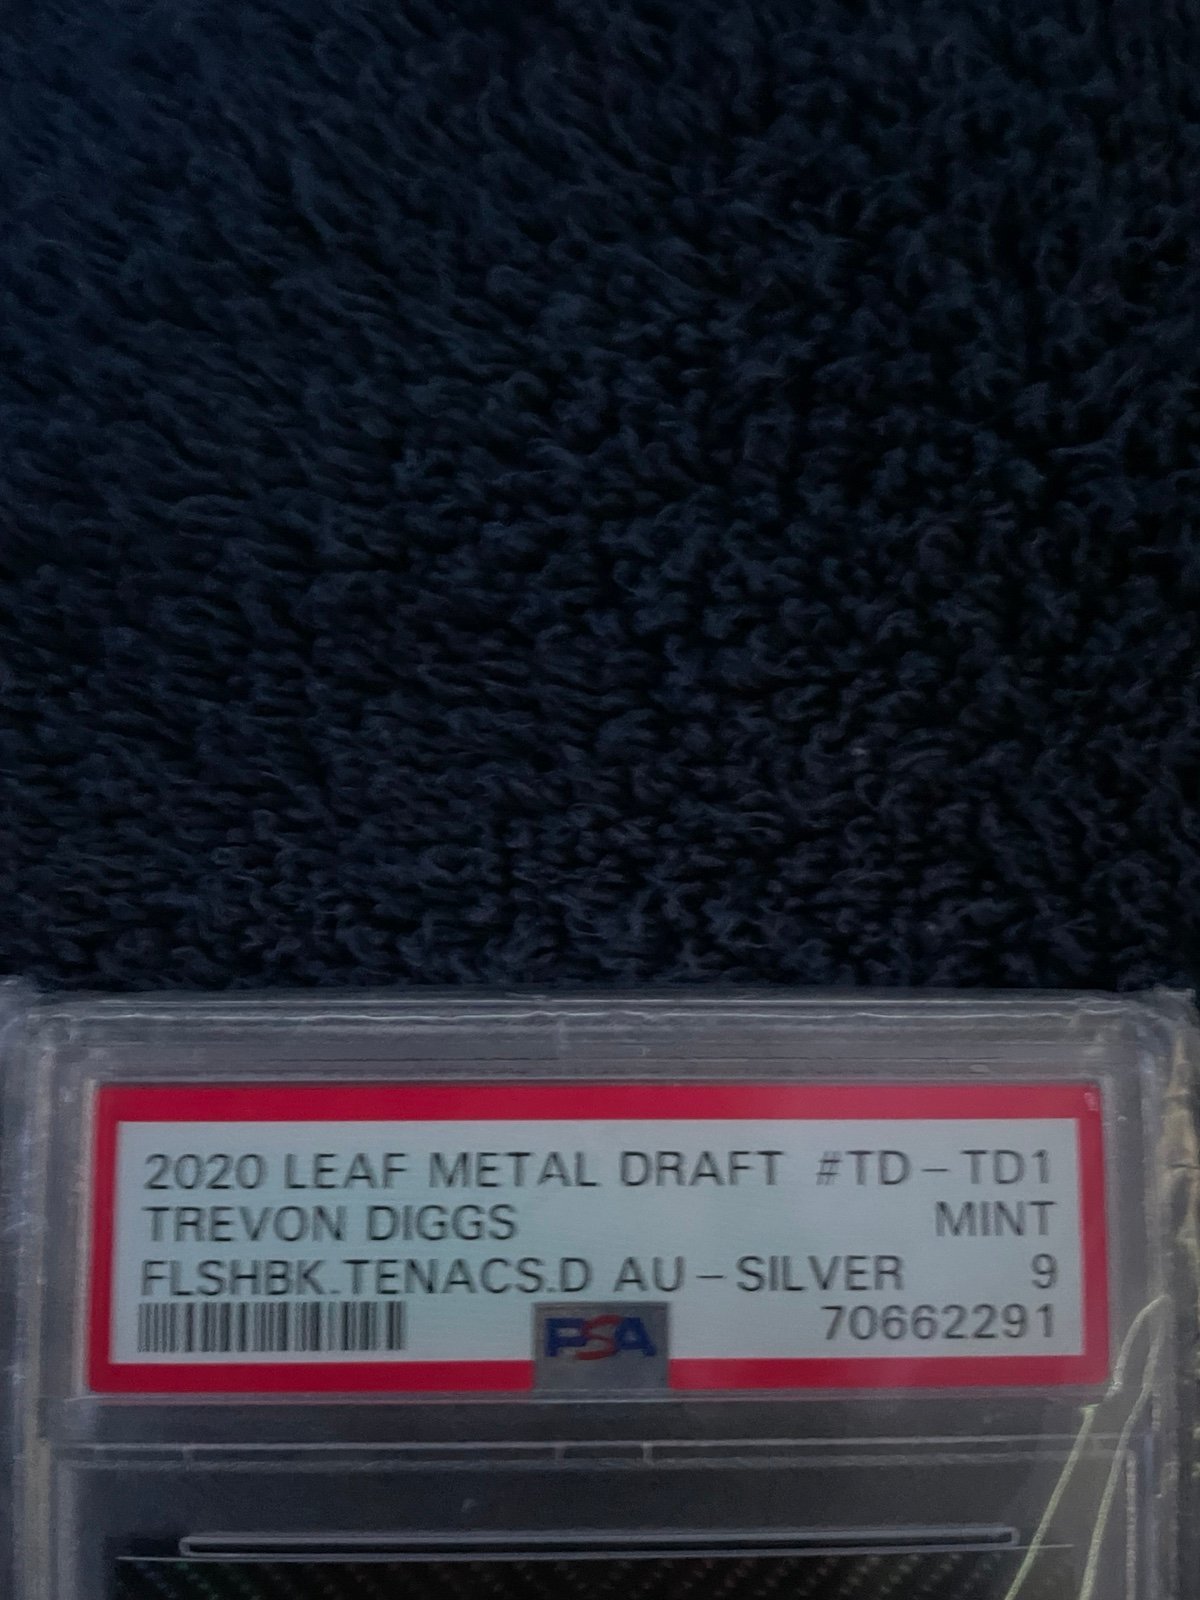 2020 LEAF METAL DRAFT #TD-TD1
TREVON DIGGS MINT
FLSHBK.TENACS.D AU-SILVER 9
70662291
PSA